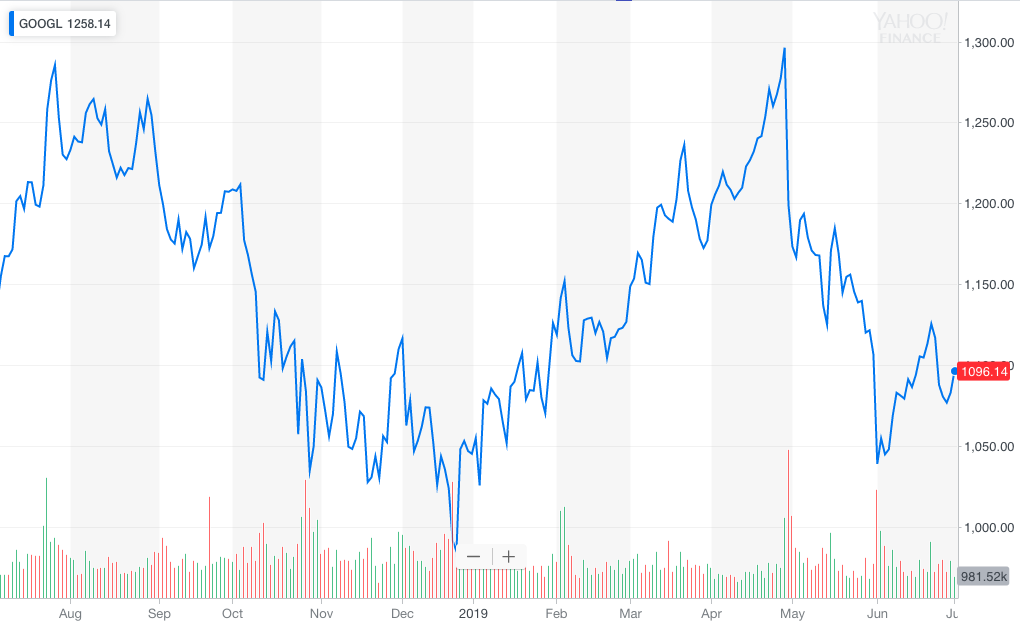 GOOGL 1258.14
YAHOO!
FINANCE
1,300.00
1,250.00
1,200.00
1,150.00
1096.14
1,050.00
1,000.00
981.52k
Aug Sep Oct Nov Dec 2019 Feb Mar Apr May Jun